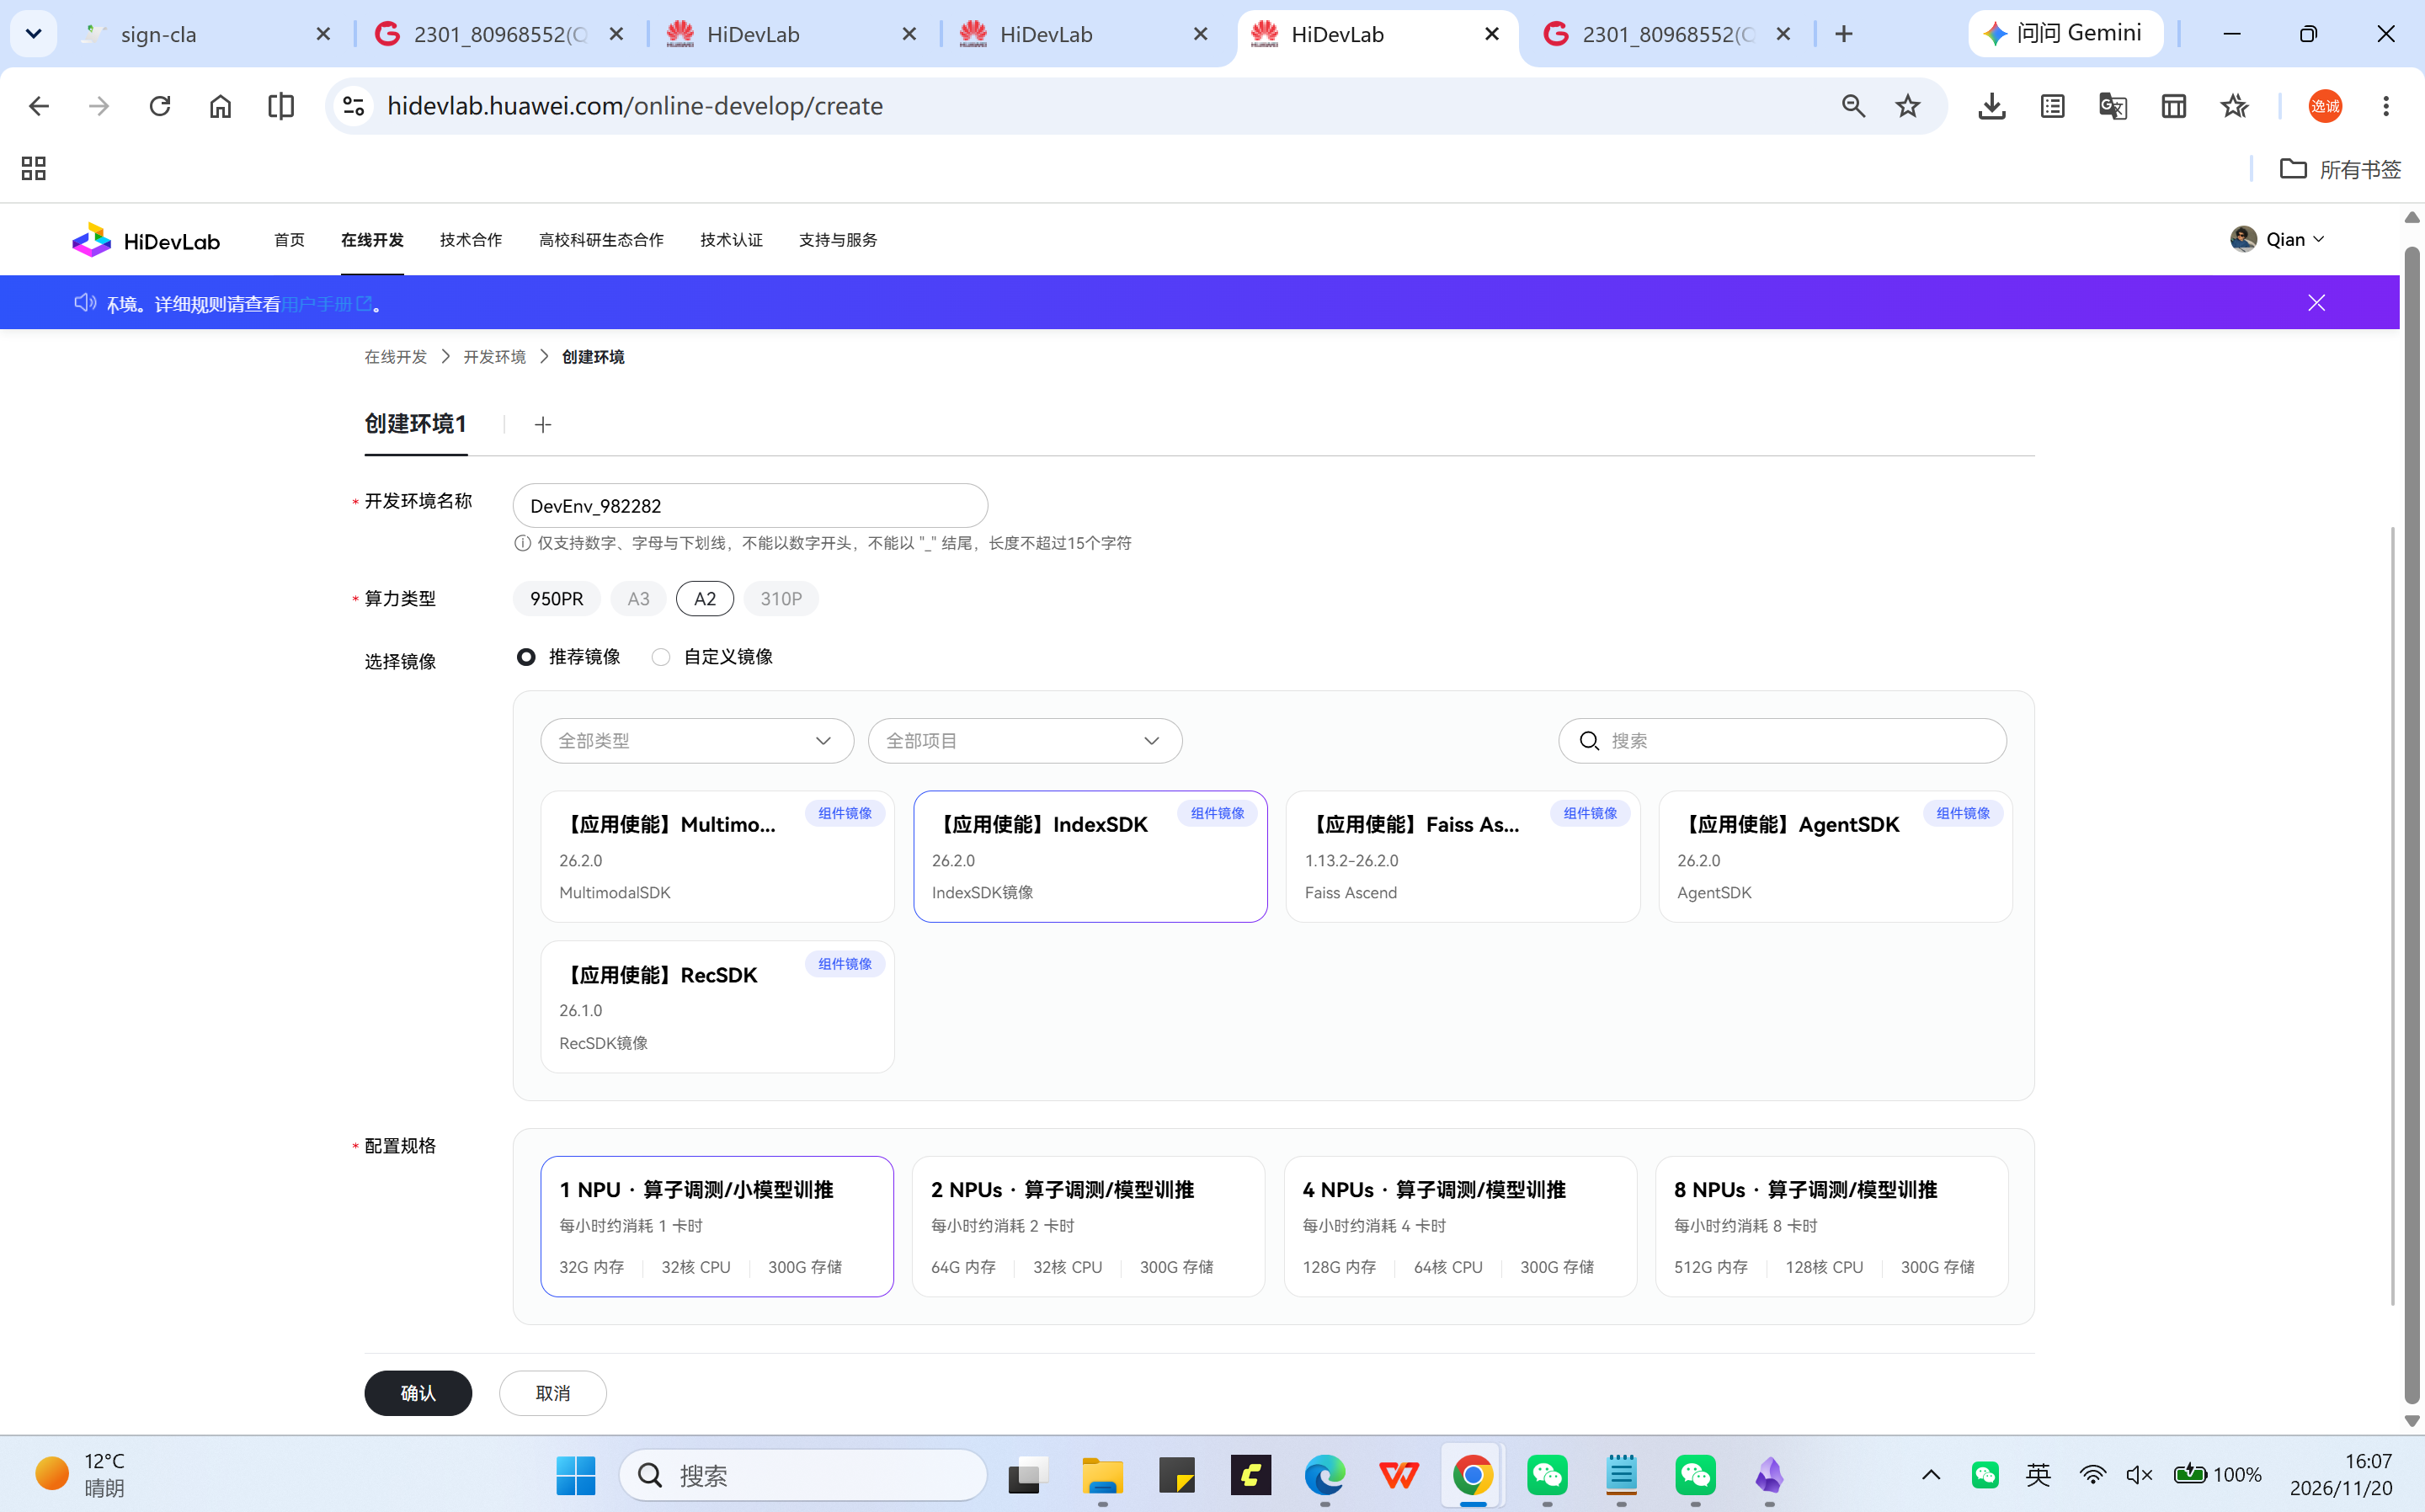 sign-cla
2301_80968552(Q
HiDevLab
HiDevLab
HiDevLab
2301_80968552(Q
问问 Gemini
hidevlab.huawei.com/online-develop/create
逸诚
所有书签
HiDevLab 首页 在线开发 技术合作 高校科研生态合作 技术认证 支持与服务 Qian
环境。详细规则请查看用户手册。
在线开发 > 开发环境 > 创建环境
创建环境1 +
* 开发环境名称 DevEnv_982282
仅支持数字、字母与下划线，不能以数字开头，不能以 "_" 结尾，长度不超过15个字符
* 算力类型 950PR A3 A2 310P
选择镜像 推荐镜像 自定义镜像
全部类型 全部项目 搜索
【应用使能】Multimo... 组件镜像
26.2.0
MultimodalSDK
【应用使能】IndexSDK 组件镜像
26.2.0
IndexSDK镜像
【应用使能】Faiss As... 组件镜像
1.13.2-26.2.0
Faiss Ascend
【应用使能】AgentSDK 组件镜像
26.2.0
AgentSDK
【应用使能】RecSDK 组件镜像
26.1.0
RecSDK镜像
* 配置规格
1 NPU · 算子调测/小模型训推
每小时约消耗 1 卡时
32G 内存 32核 CPU 300G 存储
2 NPUs · 算子调测/模型训推
每小时约消耗 2 卡时
64G 内存 32核 CPU 300G 存储
4 NPUs · 算子调测/模型训推
每小时约消耗 4 卡时
128G 内存 64核 CPU 300G 存储
8 NPUs · 算子调测/模型训推
每小时约消耗 8 卡时
512G 内存 128核 CPU 300G 存储
确认 取消
12°C
晴朗
搜索
英
100%
16:07
2026/11/20